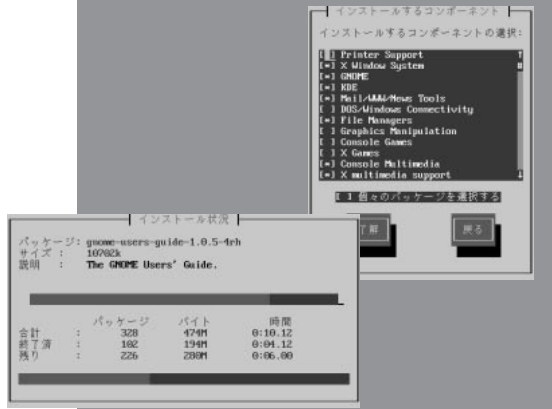 インストールするコンポーネント
インストールするコンポーネントの選択:
[ ] Printer Support
[*] X Window System
[*] GNOME
[*] KDE
[*] Mail/WWW/News Tools
[ ] DOS/Windows Connectivity
[*] File Managers
[ ] Graphics Manipulation
[ ] Console Games
[ ] X Games
[*] Console Multimedia
[*] X multimedia support
[ ] 個々のパッケージを選択する
了解 戻る
インストール状況
パッケージ: gnome-users-guide-1.0.5-4rh
サイズ : 10702k
説明 : The GNOME Users' Guide.
パッケージ バイト 時間
合計 : 328 474M 0:10.12
終了済 : 102 194M 0:04.12
残り : 226 280M 0:06.00